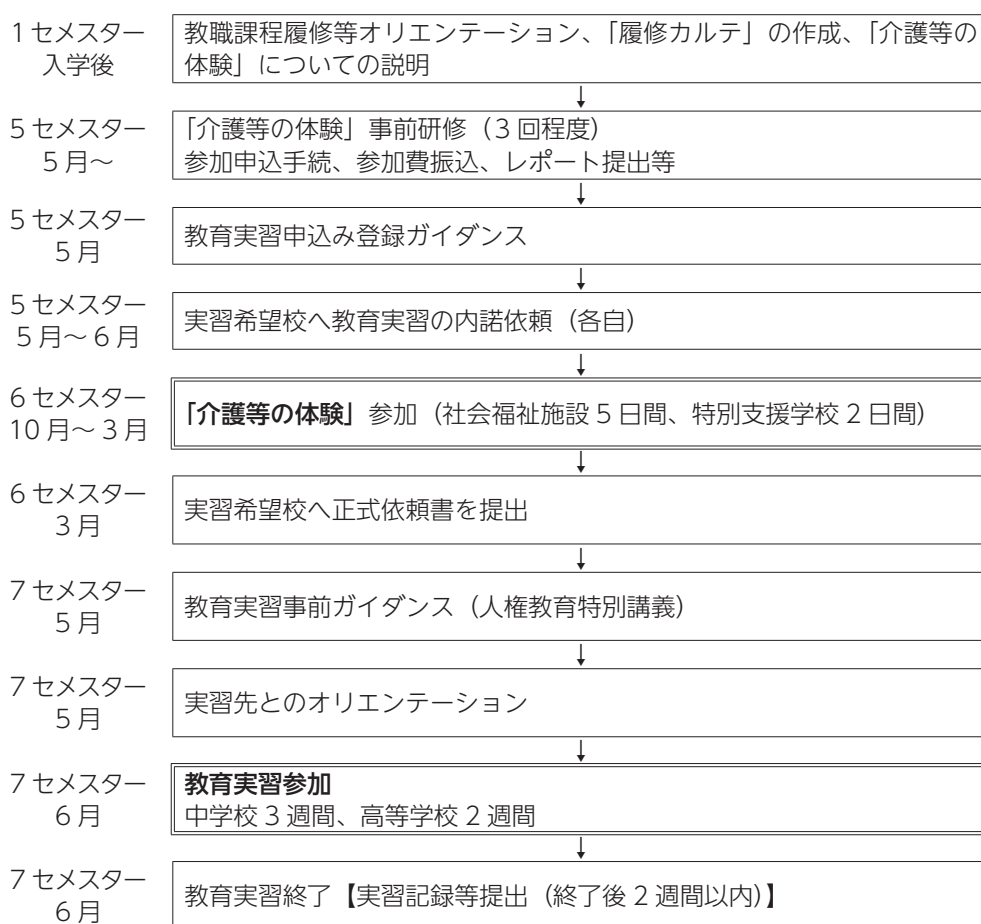 1セメスター
入学後
教職課程履修等オリエンテーション、「履修カルテ」の作成、「介護等の
体験」についての説明
↓
5セメスター
5月～
「介護等の体験」事前研修（3回程度）
参加申込手続、参加費振込、レポート提出等
↓
5セメスター
5月
教育実習申込み登録ガイダンス
↓
5セメスター
5月～6月
実習希望校へ教育実習の内諾依頼（各自）
↓
6セメスター
10月～3月
「介護等の体験」参加（社会福祉施設5日間、特別支援学校2日間）
↓
6セメスター
3月
実習希望校へ正式依頼書を提出
↓
7セメスター
5月
教育実習事前ガイダンス（人権教育特別講義）
↓
7セメスター
5月
実習先とのオリエンテーション
↓
7セメスター
6月
教育実習参加
中学校3週間、高等学校2週間
↓
7セメスター
6月
教育実習終了【実習記録等提出（終了後2週間以内）】